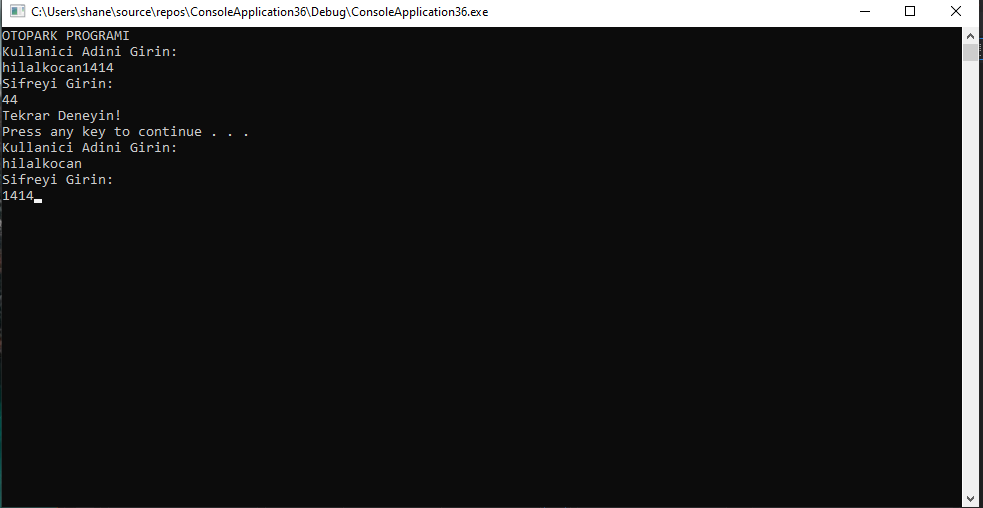 C:\Users\shane\source\repos\ConsoleApplication36\Debug\ConsoleApplication36.exe
OTOPARK PROGRAMI
Kullanici Adini Girin:
hilalkocan1414
Sifreyi Girin:
44
Tekrar Deneyin!
Press any key to continue . . .
Kullanici Adini Girin:
hilalkocan
Sifreyi Girin:
1414